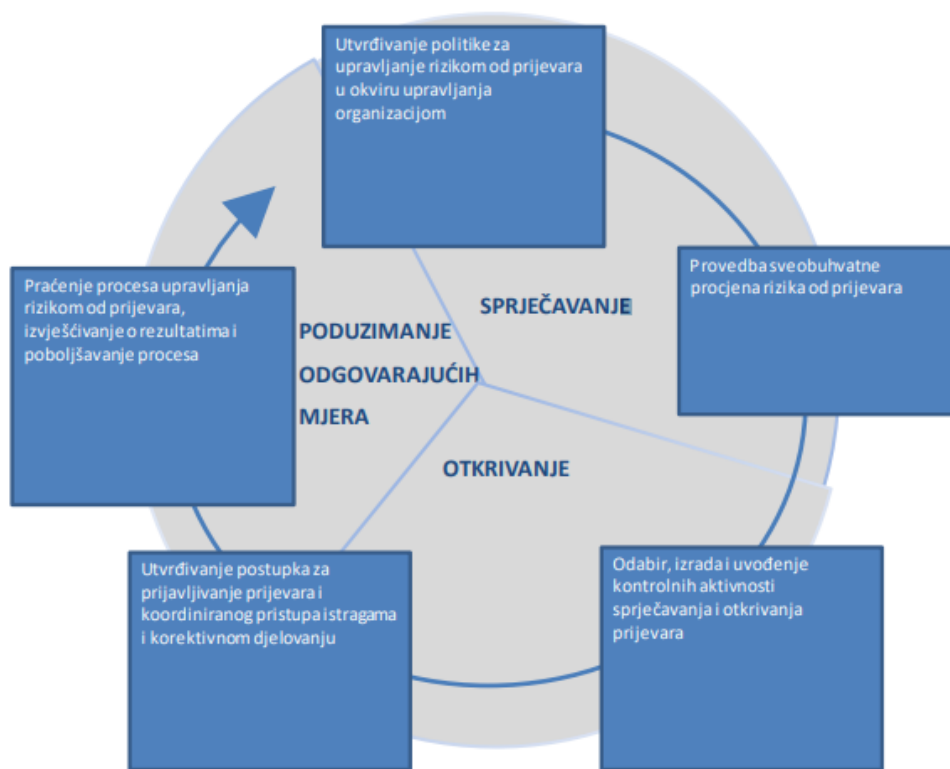 Utvrđivanje politike za
upravljanje rizikom od prijevara
u okviru upravljanja
organizacijom
Provedba sveobuhvatne
procjena rizika od prijevara
Praćenje procesa upravljanja
rizikom od prijevara,
izvješćivanje o rezultatima i
poboljšavanje procesa
SPRJEČAVANJE
PODUZIMANJE
ODGOVARAJUĆIH
MJERA
OTKRIVANJE
Utvrđivanje postupka za
prijavljivanje prijevara i
koordiniranog pristupa istragama
i korektivnom djelovanju
Odabir, izrada i uvođenje
kontrolnih aktivnosti
sprječavanja i otkrivanja
prijevara